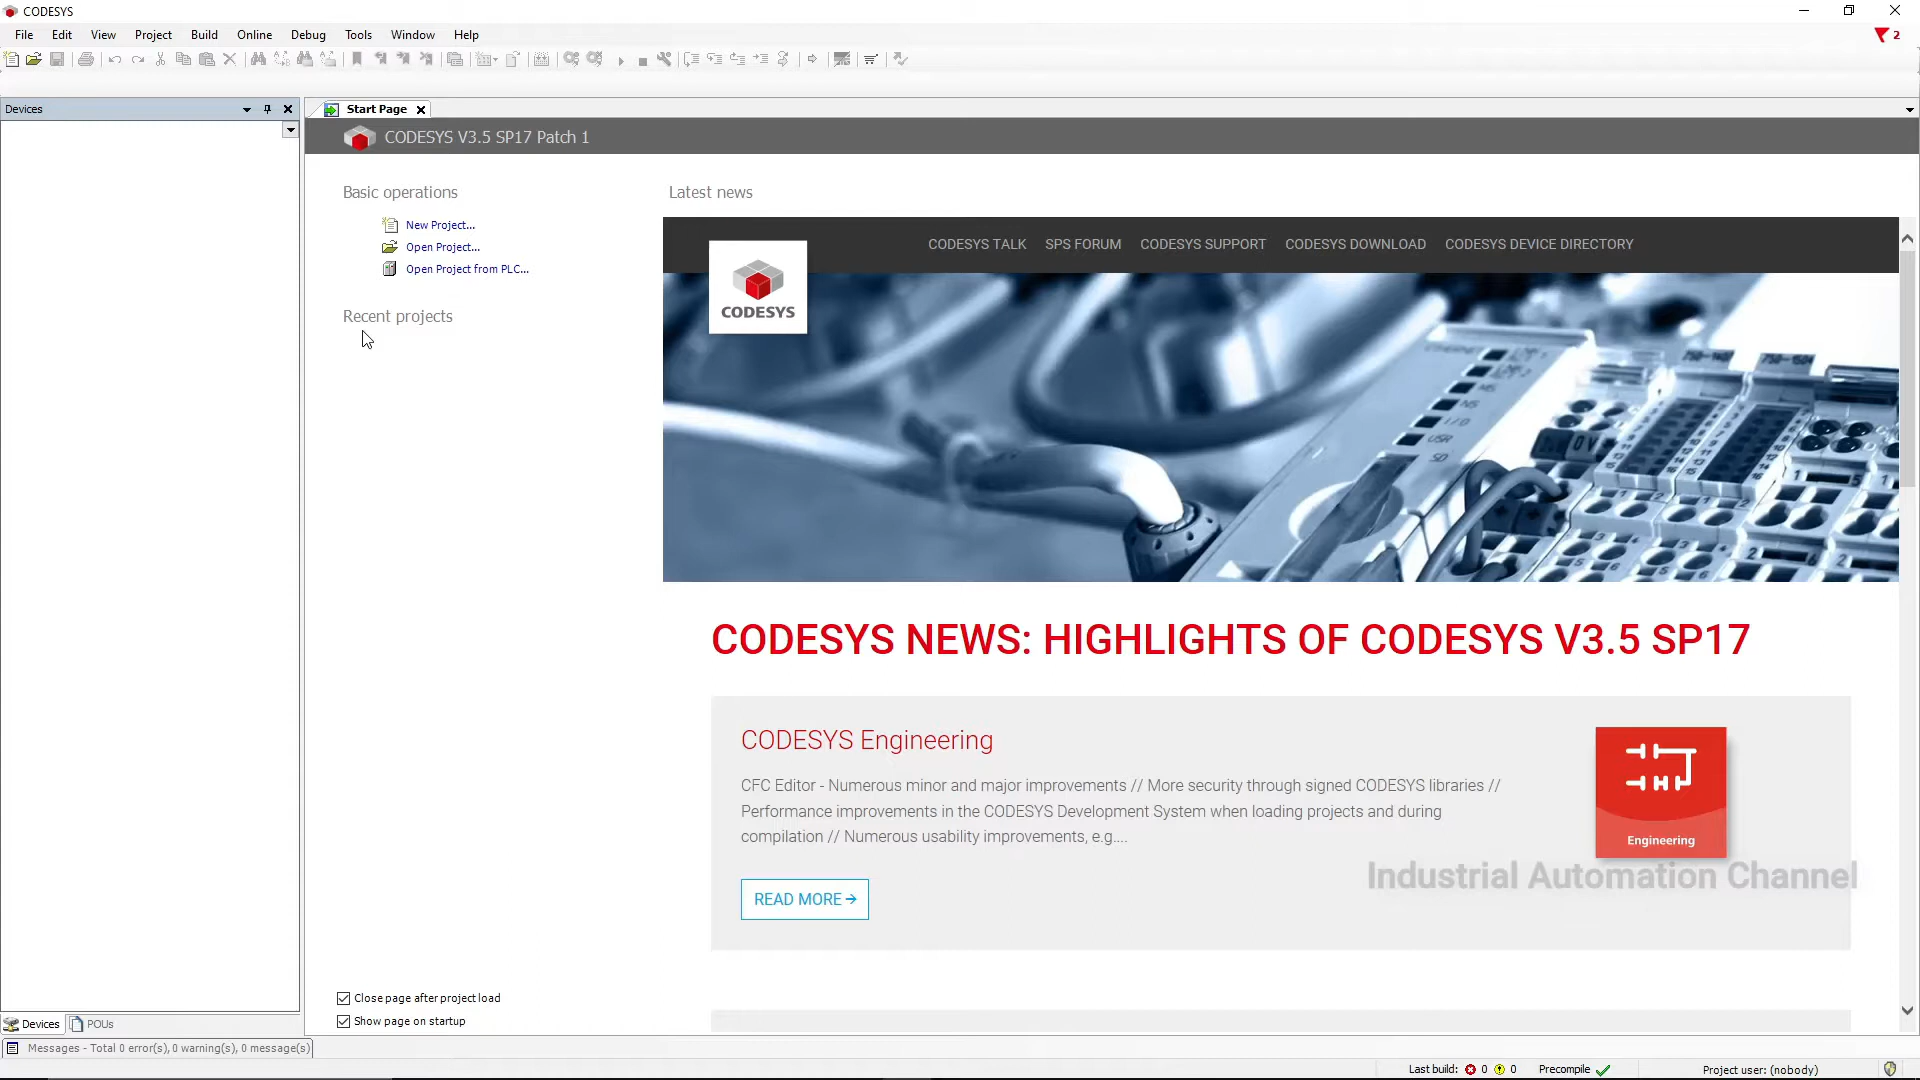 CODESYS
File Edit View Project Build Online Debug Tools Window Help
2
Devices
Start Page
CODESYS V3.5 SP17 Patch 1
Basic operations
New Project...
Open Project...
Open Project from PLC...
Recent projects
Latest news
CODESYS TALK SPS FORUM CODESYS SUPPORT CODESYS DOWNLOAD CODESYS DEVICE DIRECTORY
CODESYS
CODESYS NEWS: HIGHLIGHTS OF CODESYS V3.5 SP17
CODESYS Engineering
CFC Editor - Numerous minor and major improvements // More security through signed CODESYS libraries //
Performance improvements in the CODESYS Development System when loading projects and during
compilation // Numerous usability improvements, e.g....
READ MORE
Engineering
Industrial Automation Channel
Close page after project load
Show page on startup
Devices POUs
Messages - Total 0 error(s), 0 warning(s), 0 message(s)
Last build: 0 0 Precompile Project user: (nobody)